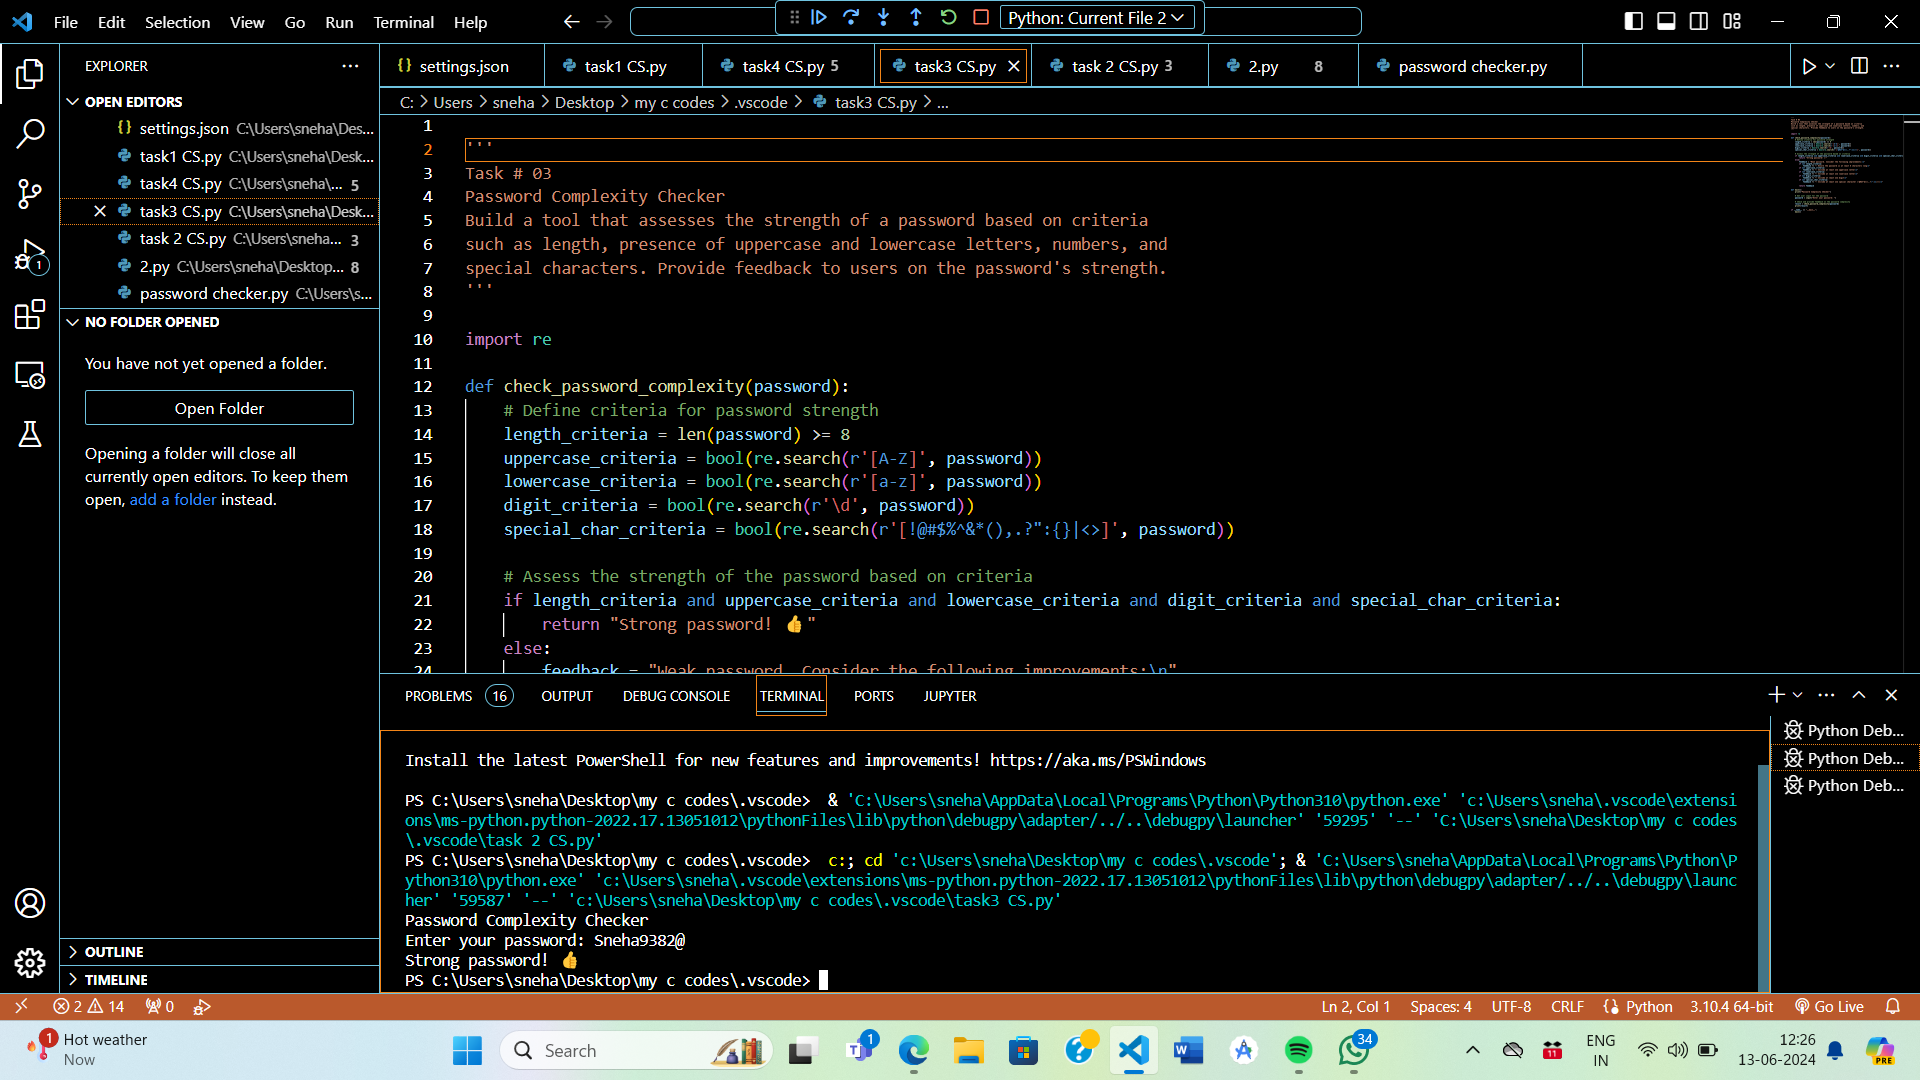 File Edit Selection View Go Run Terminal Help
Python: Current File 2
EXPLORER
OPEN EDITORS
settings.json C:\Users\sneha\Des...
task1 CS.py C:\Users\sneha\Desk...
task4 CS.py C:\Users\sneha\... 5
task3 CS.py C:\Users\sneha\Desk...
task 2 CS.py C:\Users\sneha... 3
2.py C:\Users\sneha\Desktop... 8
password checker.py C:\Users\s...
NO FOLDER OPENED
You have not yet opened a folder.
Open Folder
Opening a folder will close all
currently open editors. To keep them
open, add a folder instead.
1
OUTLINE
TIMELINE
{} settings.json task1 CS.py task4 CS.py 5 task3 CS.py task 2 CS.py 3 2.py 8 password checker.py
C: > Users > sneha > Desktop > my c codes > .vscode > task3 CS.py > ...
1
2 '''
3 Task # 03
4 Password Complexity Checker
5 Build a tool that assesses the strength of a password based on criteria
6 such as length, presence of uppercase and lowercase letters, numbers, and
7 special characters. Provide feedback to users on the password's strength.
8 '''
9
10 import re
11
12 def check_password_complexity(password):
13 # Define criteria for password strength
14 length_criteria = len(password) >= 8
15 uppercase_criteria = bool(re.search(r'[A-Z]', password))
16 lowercase_criteria = bool(re.search(r'[a-z]', password))
17 digit_criteria = bool(re.search(r'\d', password))
18 special_char_criteria = bool(re.search(r'[!@#$%^&*(),.?":{}|<>]', password))
19
20 # Assess the strength of the password based on criteria
21 if length_criteria and uppercase_criteria and lowercase_criteria and digit_criteria and special_char_criteria:
22 return "Strong password! 👍"
23 else:
24 feedback = "Weak password. Consider the following improvements:\n"
PROBLEMS 16 OUTPUT DEBUG CONSOLE TERMINAL PORTS JUPYTER
Install the latest PowerShell for new features and improvements! https://aka.ms/PSWindows
PS C:\Users\sneha\Desktop\my c codes\.vscode> & 'C:\Users\sneha\AppData\Local\Programs\Python\Python310\python.exe' 'c:\Users\sneha\.vscode\extensi
ons\ms-python.python-2022.17.13051012\pythonFiles\lib\python\debugpy\adapter/../..\debugpy\launcher' '59295' '--' 'C:\Users\sneha\Desktop\my c codes
\.vscode\task 2 CS.py'
PS C:\Users\sneha\Desktop\my c codes\.vscode> c:; cd 'c:\Users\sneha\Desktop\my c codes\.vscode'; & 'C:\Users\sneha\AppData\Local\Programs\Python\P
ython310\python.exe' 'c:\Users\sneha\.vscode\extensions\ms-python.python-2022.17.13051012\pythonFiles\lib\python\debugpy\adapter/../..\debugpy\launc
her' '59587' '--' 'c:\Users\sneha\Desktop\my c codes\.vscode\task3 CS.py'
Password Complexity Checker
Enter your password: Sneha9382@
Strong password! 👍
PS C:\Users\sneha\Desktop\my c codes\.vscode>
Python Deb...
Python Deb...
Python Deb...
2 14 0 Ln 2, Col 1 Spaces: 4 UTF-8 CRLF {} Python 3.10.4 64-bit Go Live
1 Hot weather
Now
Search
1
34
11
ENG
IN
12:26
13-06-2024
PRE